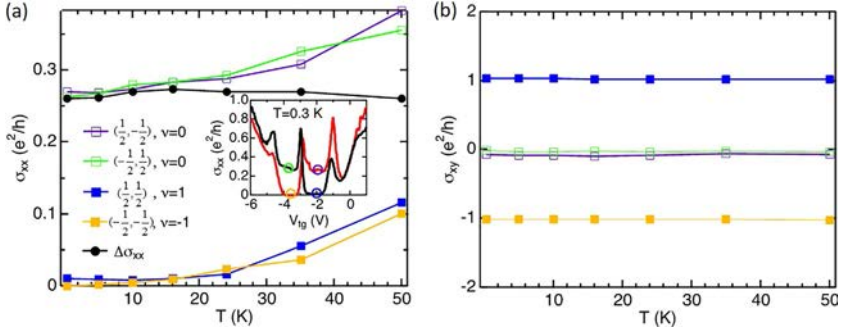 (a)
σxx (e²/h)
0.3
0.2
0.1
0
(½,-½), ν=0
(-½,½), ν=0
(½,½), ν=1
(-½,-½), ν=-1
Δσxx
T=0.3 K
σxx (e²/h)
1.0
0.8
0.6
0.4
0.2
0
-6 -4 -2 0
Vtg (V)
0 10 20 30 40 50
T (K)
(b)
σxy (e²/h)
2
1
0
-1
-2
0 10 20 30 40 50
T (K)